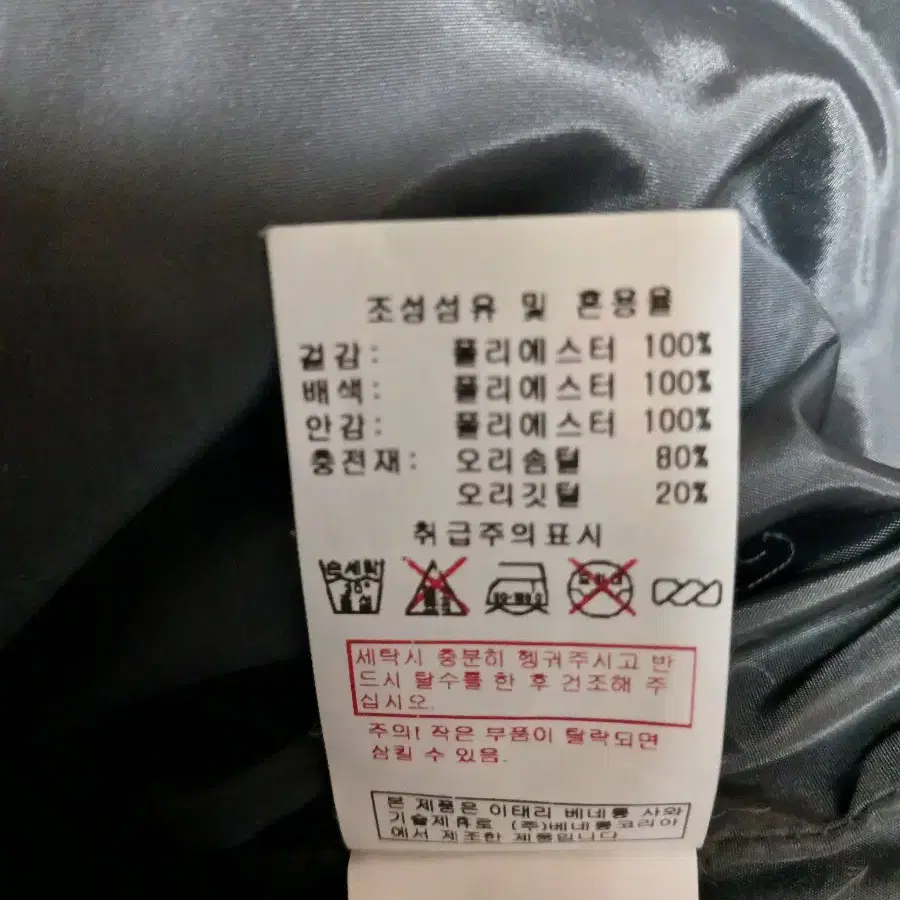 조성섬유 및 혼용율
겉감: 폴리에스터 100%
배색: 폴리에스터 100%
안감: 폴리에스터 100%
충전재: 오리솜털 80%
오리깃털 20%
취급주의표시
손세탁
30°
중성
세탁시 충분히 헹궈주시고 반
드시 탈수를 한 후 건조해 주
십시오.
주의! 작은 부품이 탈락되면
삼킬 수 있음.
본 제품은 이태리 베네통 사와
기술제휴로 (주)베네통코리아
에서 제조한 제품입니다.